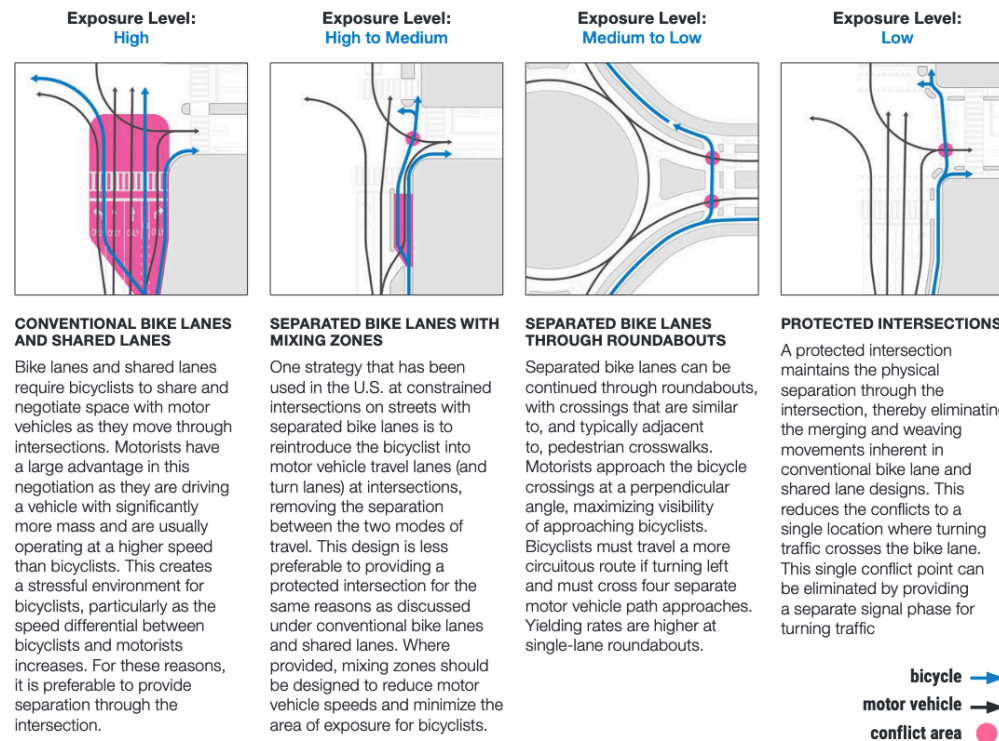 Exposure Level:
High
CONVENTIONAL BIKE LANES
AND SHARED LANES
Bike lanes and shared lanes
require bicyclists to share and
negotiate space with motor
vehicles as they move through
intersections. Motorists have
a large advantage in this
negotiation as they are driving
a vehicle with significantly
more mass and are usually
operating at a higher speed
than bicyclists. This creates
a stressful environment for
bicyclists, particularly as the
speed differential between
bicyclists and motorists
increases. For these reasons,
it is preferable to provide
separation through the
intersection.
Exposure Level:
High to Medium
SEPARATED BIKE LANES WITH
MIXING ZONES
One strategy that has been
used in the U.S. at constrained
intersections on streets with
separated bike lanes is to
reintroduce the bicyclist into
motor vehicle travel lanes (and
turn lanes) at intersections,
removing the separation
between the two modes of
travel. This design is less
preferable to providing a
protected intersection for the
same reasons as discussed
under conventional bike lanes
and shared lanes. Where
provided, mixing zones should
be designed to reduce motor
vehicle speeds and minimize the
area of exposure for bicyclists.
Exposure Level:
Medium to Low
SEPARATED BIKE LANES
THROUGH ROUNDABOUTS
Separated bike lanes can be
continued through roundabouts,
with crossings that are similar
to, and typically adjacent
to, pedestrian crosswalks.
Motorists approach the bicycle
crossings at a perpendicular
angle, maximizing visibility
of approaching bicyclists.
Bicyclists must travel a more
circuitous route if turning left
and must cross four separate
motor vehicle path approaches.
Yielding rates are higher at
single-lane roundabouts.
Exposure Level:
Low
PROTECTED INTERSECTIONS
A protected intersection
maintains the physical
separation through the
intersection, thereby eliminating
the merging and weaving
movements inherent in
conventional bike lane and
shared lane designs. This
reduces the conflicts to a
single location where turning
traffic crosses the bike lane.
This single conflict point can
be eliminated by providing
a separate signal phase for
turning traffic
bicycle
motor vehicle
conflict area